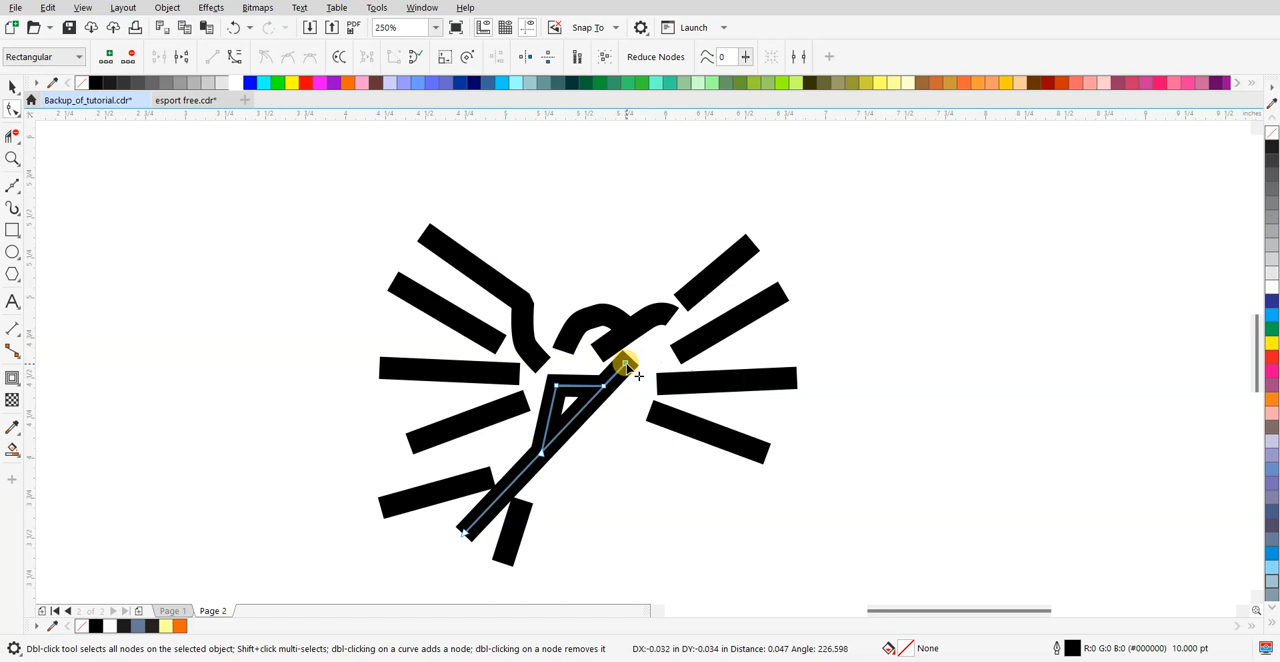 File Edit View Layout Object Effects Bitmaps Text Table Tools Window Help
PDF 250% Snap To Launch
Rectangular Reduce Nodes 0
Backup_of_tutorial.cdr* esport free.cdr*
inches
2 of 2 Page 1 Page 2
Dbl-click tool selects all nodes on the selected object; Shift+click multi-selects; dbl-clicking on a curve adds a node; dbl-clicking on a node removes it DX:-0.032 in DY:-0.034 in Distance: 0.047 Angle: 226.598 None R:0 G:0 B:0 (#000000) 10.000 pt